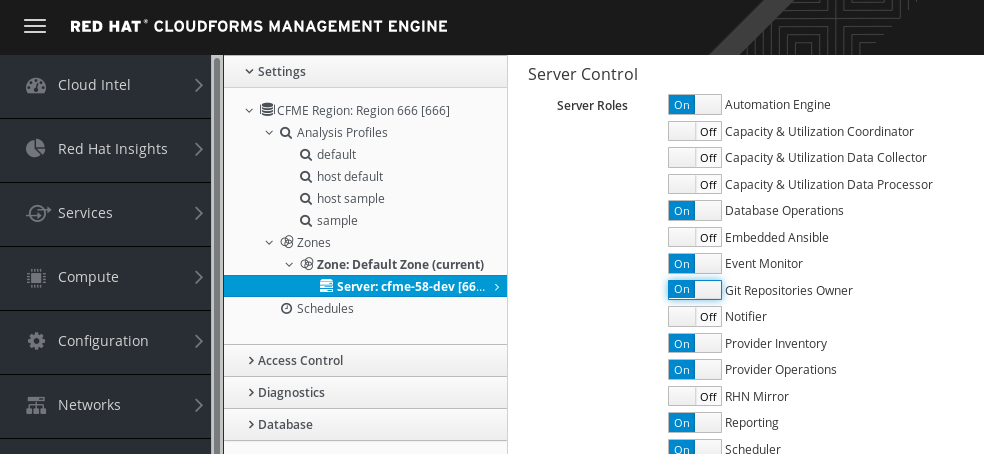 RED HAT® CLOUDFORMS MANAGEMENT ENGINE
Cloud Intel
Red Hat Insights
Services
Compute
Configuration
Networks
Settings
CFME Region: Region 666 [666]
Analysis Profiles
default
host default
host sample
sample
Zones
Zone: Default Zone (current)
Server: cfme-58-dev [66...
Schedules
Access Control
Diagnostics
Database
Server Control
Server Roles
On Automation Engine
Off Capacity & Utilization Coordinator
Off Capacity & Utilization Data Collector
Off Capacity & Utilization Data Processor
On Database Operations
Off Embedded Ansible
On Event Monitor
On Git Repositories Owner
Off Notifier
On Provider Inventory
On Provider Operations
Off RHN Mirror
On Reporting
On Scheduler